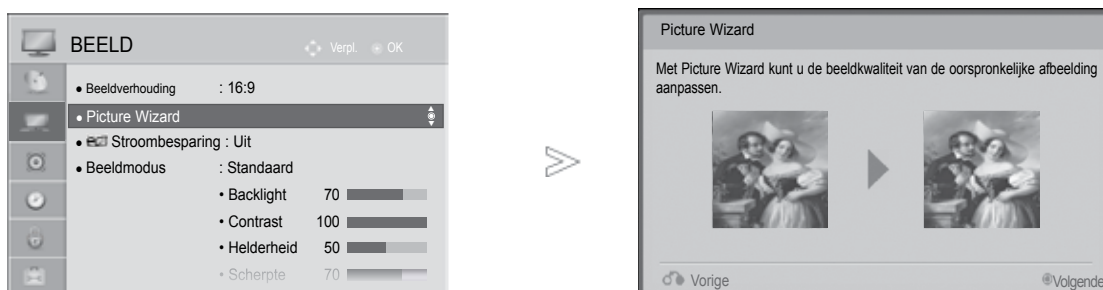 BEELD
Verpl. OK
• Beeldverhouding : 16:9
• Picture Wizard
• Stroombesparing : Uit
• Beeldmodus : Standaard
• Backlight 70
• Contrast 100
• Helderheid 50
• Scherpte 70
Picture Wizard
Met Picture Wizard kunt u de beeldkwaliteit van de oorspronkelijke afbeelding
aanpassen.
Vorige Volgende